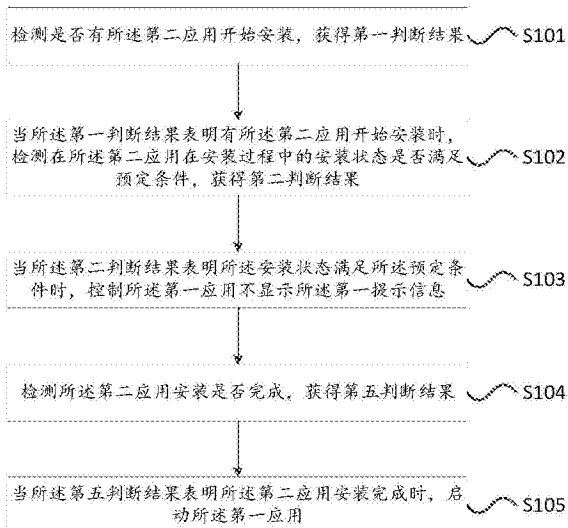 检测是否有所述第二应用开始安装，获得第一判断结果
S101
当所述第一判断结果表明有所述第二应用开始安装时，
检测在所述第二应用在安装过程中的安装状态是否满足
预定条件，获得第二判断结果
S102
当所述第二判断结果表明所述安装状态满足所述预定条
件时，控制所述第一应用不显示所述第一提示信息
S103
检测所述第二应用安装是否完成，获得第五判断结果
S104
当所述第五判断结果表明所述第二应用安装完成时，启
动所述第一应用
S105